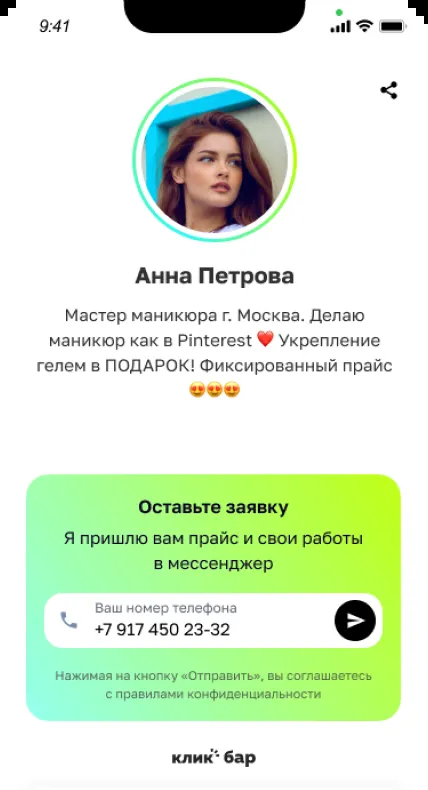 9:41
Анна Петрова
Мастер маникюра г. Москва. Делаю
маникюр как в Pinterest ❤️ Укрепление
гелем в ПОДАРОК! Фиксированный прайс
😍😍😍
Оставьте заявку
Я пришлю вам прайс и свои работы
в мессенджер
Ваш номер телефона
+7 917 450 23-32
Нажимая на кнопку «Отправить», вы соглашаетесь
с правилами конфиденциальности
клик бар